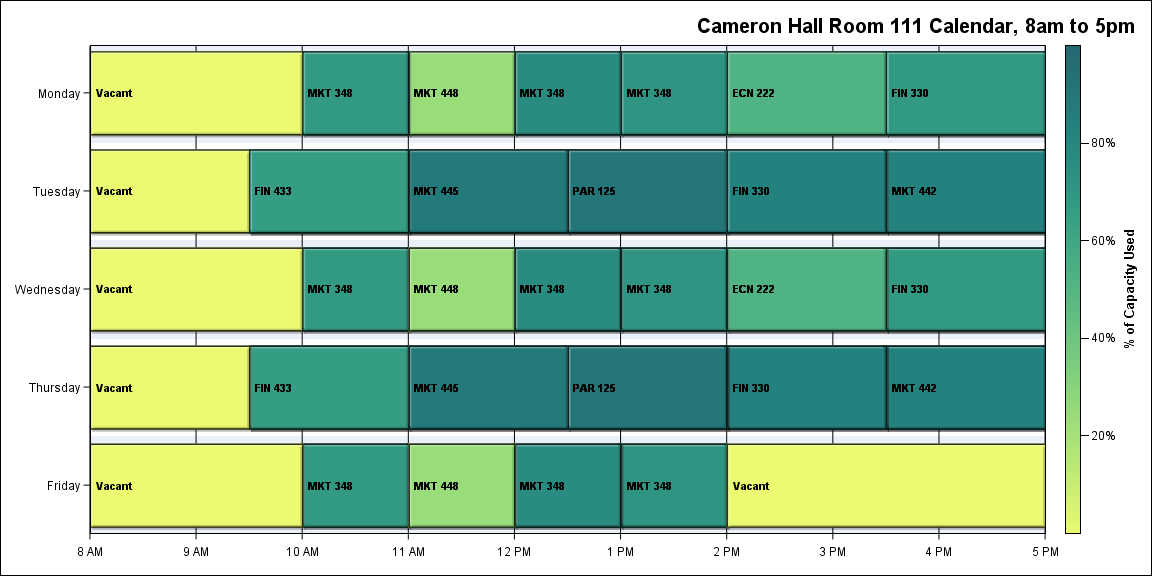 Cameron Hall Room 111 Calendar, 8am to 5pm
Monday
Vacant
MKT 348
MKT 448
MKT 348
MKT 348
ECN 222
FIN 330
Tuesday
Vacant
FIN 433
MKT 445
PAR 125
FIN 330
MKT 442
Wednesday
Vacant
MKT 348
MKT 448
MKT 348
MKT 348
ECN 222
FIN 330
Thursday
Vacant
FIN 433
MKT 445
PAR 125
FIN 330
MKT 442
Friday
Vacant
MKT 348
MKT 448
MKT 348
MKT 348
Vacant
8 AM
9 AM
10 AM
11 AM
12 PM
1 PM
2 PM
3 PM
4 PM
5 PM
80%
60%
40%
20%
% of Capacity Used